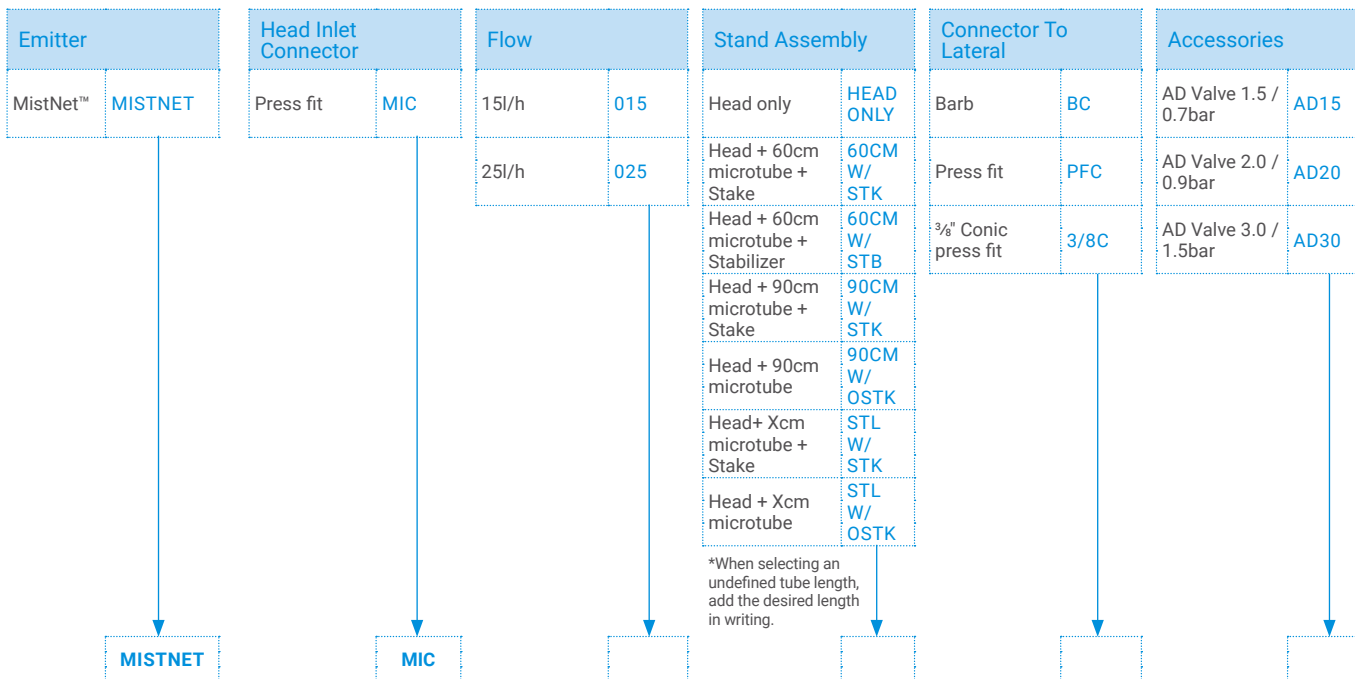 Emitter
MistNet™
MISTNET
Head Inlet
Connector
Press fit
MIC
Flow
15l/h
015
25l/h
025
Stand Assembly
Head only
HEAD
ONLY
Head + 60cm
microtube +
Stake
60CM
W/
STK
Head + 60cm
microtube +
Stabilizer
60CM
W/
STB
Head + 90cm
microtube +
Stake
90CM
W/
STK
Head + 90cm
microtube
90CM
W/
OSTK
Head+ Xcm
microtube +
Stake
STL
W/
STK
Head + Xcm
microtube
STL
W/
OSTK
*When selecting an
undefined tube length,
add the desired length
in writing.
Connector To
Lateral
Barb
BC
Press fit
PFC
⅜" Conic
press fit
3/8C
Accessories
AD Valve 1.5 /
0.7bar
AD15
AD Valve 2.0 /
0.9bar
AD20
AD Valve 3.0 /
1.5bar
AD30
MISTNET
MIC